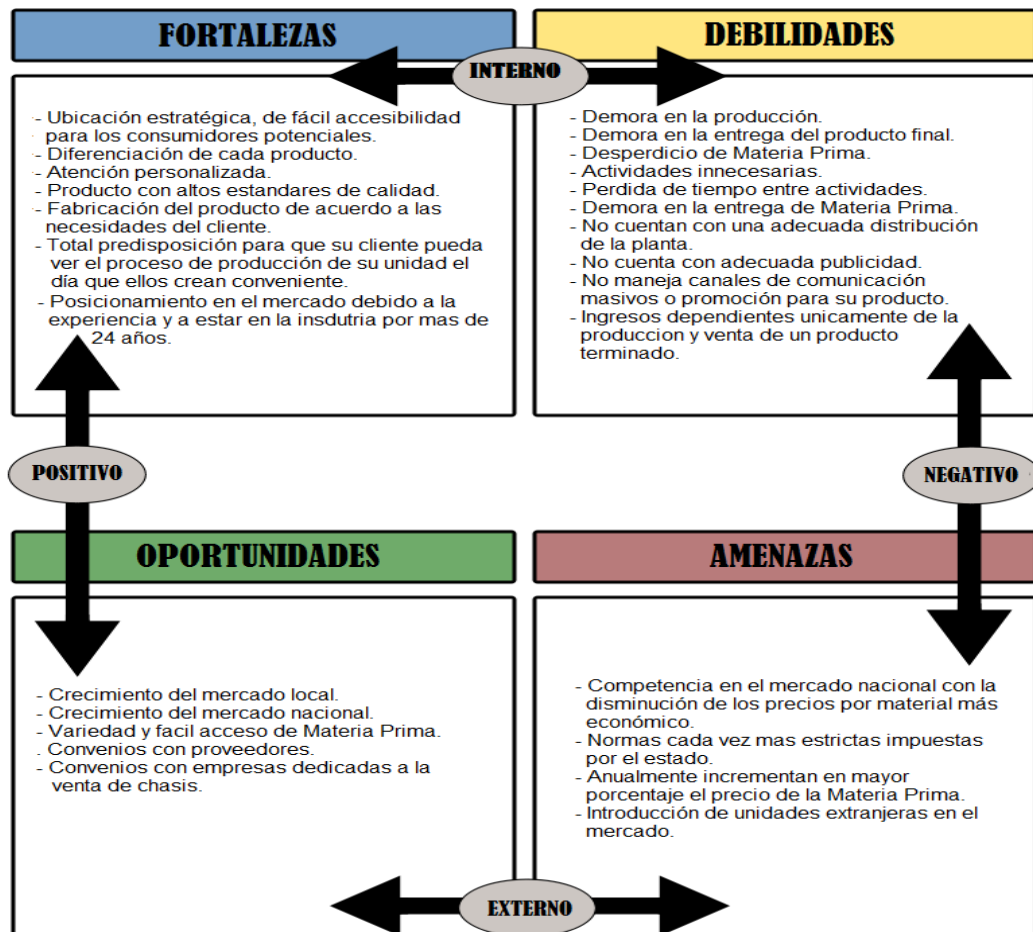 FORTALEZAS
DEBILIDADES
INTERNO
- Ubicación estratégica, de fácil accesibilidad
para los consumidores potenciales.
- Diferenciación de cada producto.
- Atención personalizada.
- Producto con altos estandares de calidad.
- Fabricación del producto de acuerdo a las
necesidades del cliente.
- Total predisposición para que su cliente pueda
ver el proceso de producción de su unidad el
día que ellos crean conveniente.
- Posicionamiento en el mercado debido a la
experiencia y a estar en la insdutria por mas de
24 años.
- Demora en la producción.
- Demora en la entrega del producto final.
- Desperdicio de Materia Prima.
- Actividades innecesarias.
- Perdida de tiempo entre actividades.
- Demora en la entrega de Materia Prima.
- No cuentan con una adecuada distribución
de la planta.
- No cuenta con adecuada publicidad.
- No maneja canales de comunicación
masivos o promoción para su producto.
- Ingresos dependientes unicamente de la
produccion y venta de un producto
terminado.
POSITIVO
NEGATIVO
OPORTUNIDADES
AMENAZAS
- Crecimiento del mercado local.
- Crecimiento del mercado nacional.
- Variedad y facil acceso de Materia Prima.
. Convenios con proveedores.
- Convenios con empresas dedicadas a la
venta de chasis.
- Competencia en el mercado nacional con la
disminución de los precios por material más
económico.
- Normas cada vez mas estrictas impuestas
por el estado.
- Anualmente incrementan en mayor
porcentaje el precio de la Materia Prima.
- Introducción de unidades extranjeras en el
mercado.
EXTERNO